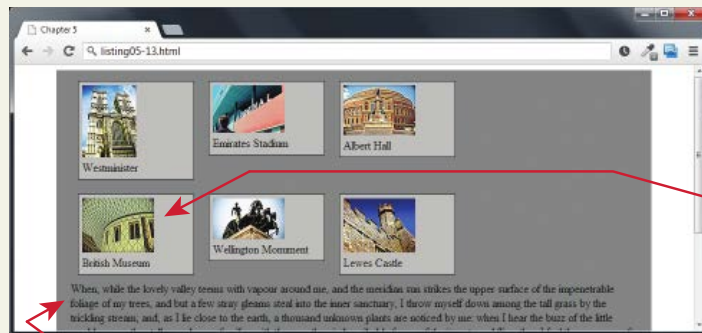 Chapter 5
listing05-13.html
Westminister
Emirates Stadium
Albert Hall
British Museum
Wellington Monument
Lewes Castle
When, while the lovely valley teems with vapour around me, and the meridian sun strikes the upper surface of the impenetrable
foliage of my trees, and but a few stray gleams steal into the inner sanctuary, I throw myself down among the tall grass by the
trickling stream; and, as I lie close to the earth, a thousand unknown plants are noticed by me: when I hear the buzz of the little